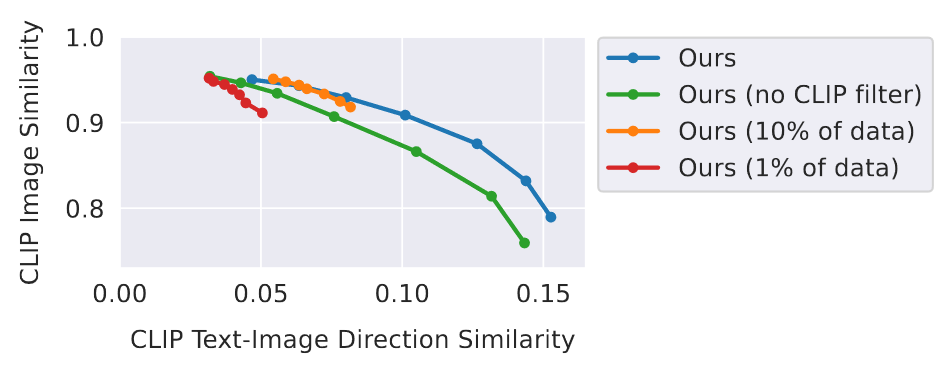 CLIP Image Similarity
1.0
0.9
0.8
0.00 0.05 0.10 0.15
CLIP Text-Image Direction Similarity
Ours
Ours (no CLIP filter)
Ours (10% of data)
Ours (1% of data)